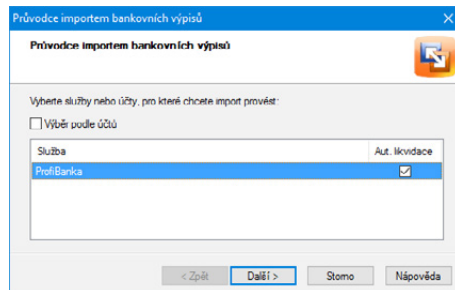 Průvodce importem bankovních výpisů
Průvodce importem bankovních výpisů
Vyberte služby nebo účty, pro které chcete import provést:
Výběr podle účtů
Služba Aut. likvidace
ProfiBanka
< Zpět Další > Storno Nápověda